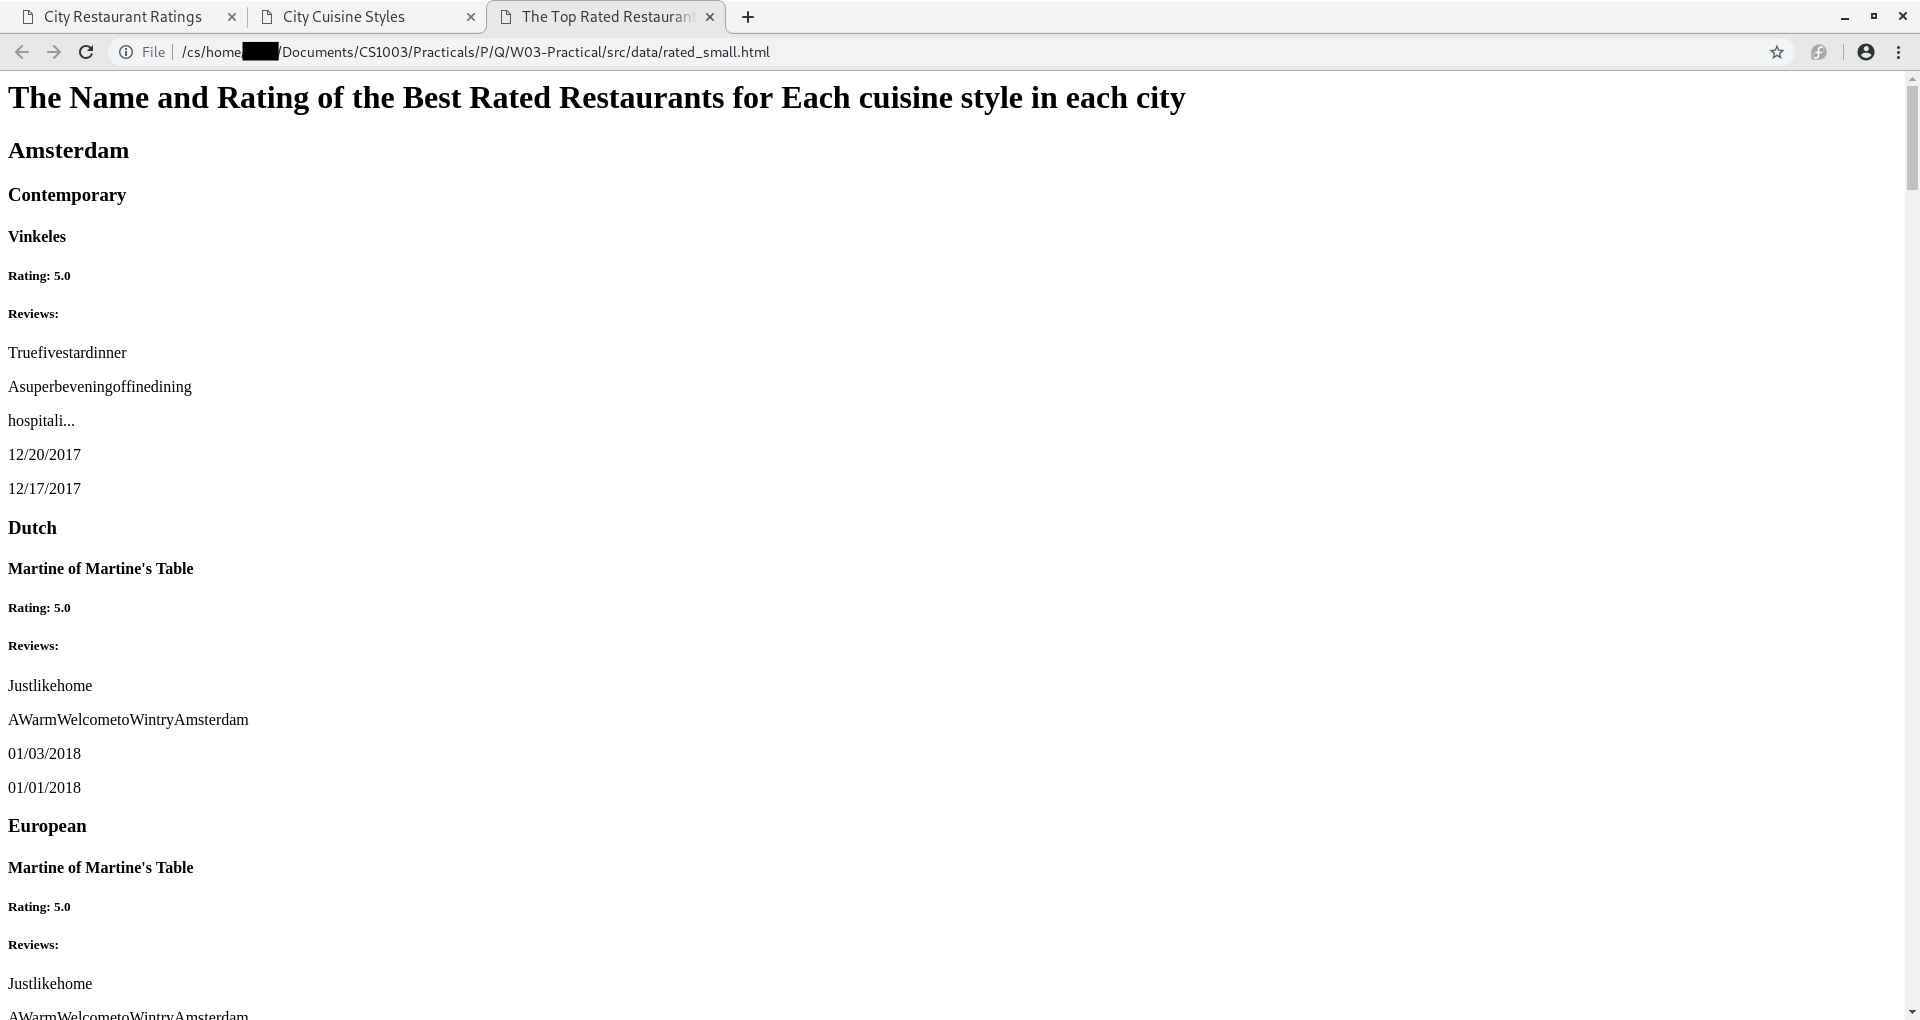 City Restaurant Ratings
City Cuisine Styles
The Top Rated Restaurant
File
/cs/home/ /Documents/CS1003/Practicals/P/Q/W03-Practical/src/data/rated_small.html
The Name and Rating of the Best Rated Restaurants for Each cuisine style in each city
Amsterdam
Contemporary
Vinkeles
Rating: 5.0
Reviews:
Truefivestardinner
Asuperbeveningoffinedining
hospitali...
12/20/2017
12/17/2017
Dutch
Martine of Martine's Table
Rating: 5.0
Reviews:
Justlikehome
AWarmWelcometoWintryAmsterdam
01/03/2018
01/01/2018
European
Martine of Martine's Table
Rating: 5.0
Reviews:
Justlikehome
AWarmWelcometoWintryAmsterdam